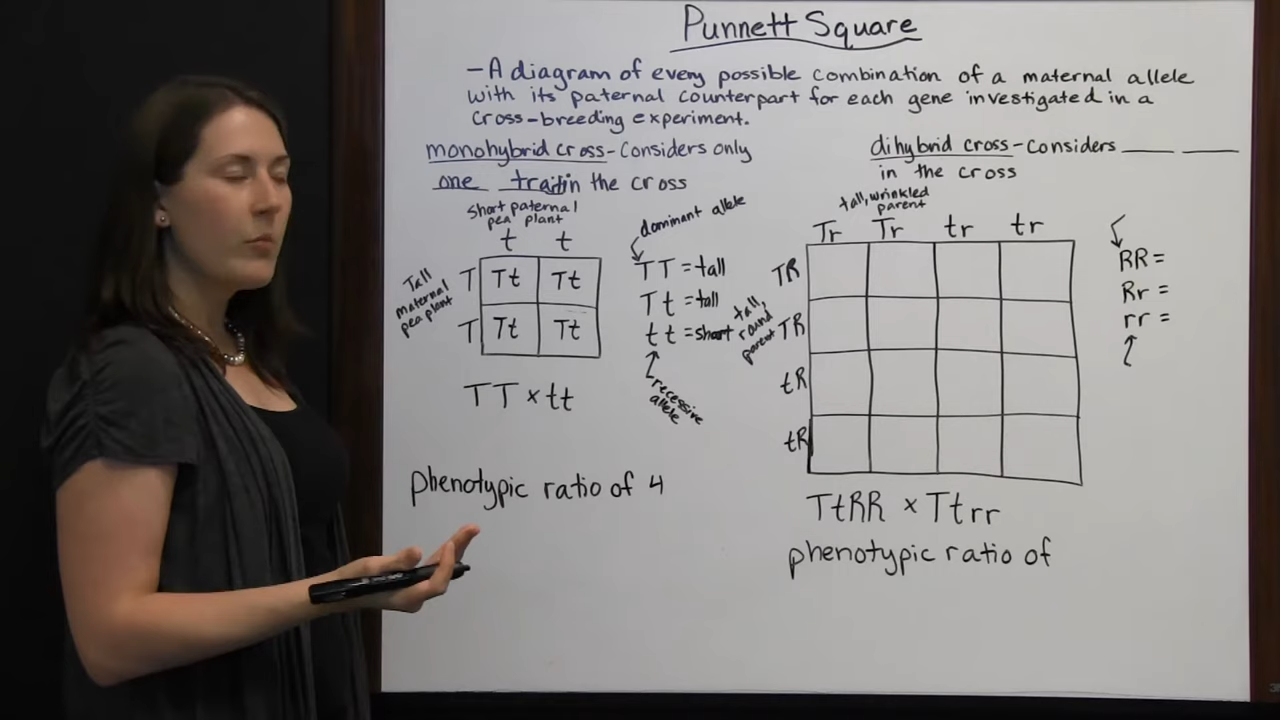 Punnett Square
- A diagram of every possible combination of a maternal allele
with its paternal counterpart for each gene investigated in a
cross-breeding experiment.
monohybrid cross - considers only
one trait in the cross
short paternal
pea plant
t t
Tall
maternal
pea plant
T Tt Tt
T Tt Tt
TT × tt
dominant allele
TT = tall
Tt = tall
tt = short
recessive
allele
phenotypic ratio of 4
dihybrid cross - considers ____ ____
in the cross
tall, wrinkled
parent
Tr Tr tr tr
tall,
round
parent
TR
TR
tR
tR
RR =
Rr =
rr =
TtRR × Ttrr
phenotypic ratio of